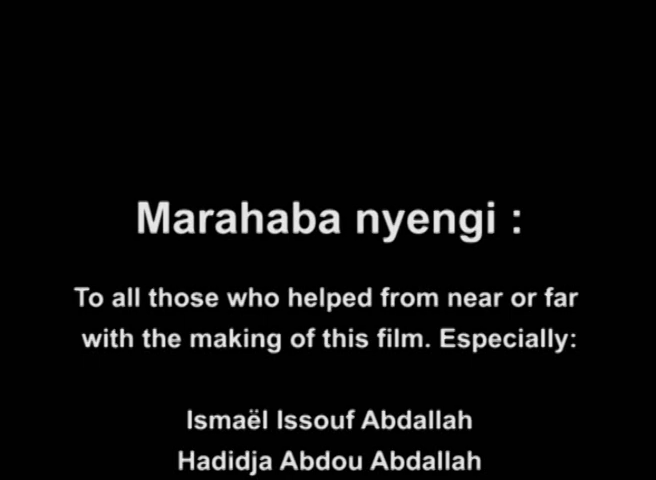 Marahaba nyengi :
To all those who helped from near or far
with the making of this film. Especially:
Ismaël Issouf Abdallah
Hadidja Abdou Abdallah